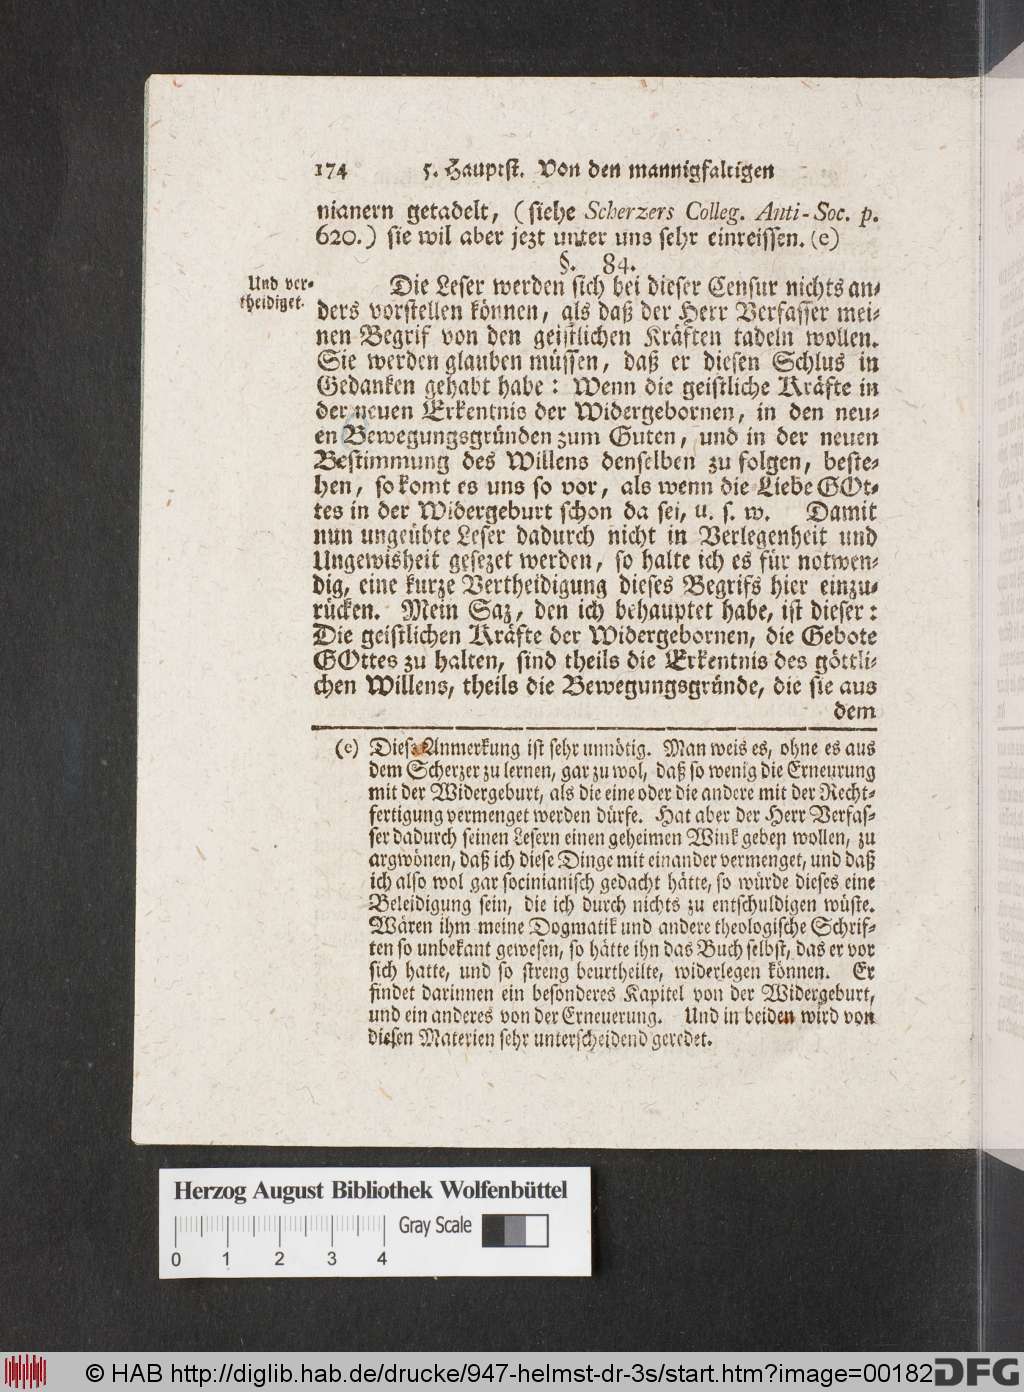 174 5. Hauptst. Von den mannigfaltigen
nianern getadelt, (siehe Scherzers Colleg. Anti-Soc. p.
620.) sie wil aber jezt unter uns sehr einreissen. (e)
§. 84.
Und ver-
theidiget.
Die Leser werden sich bei dieser Censur nichts an-
ders vorstellen können, als daß der Herr Verfasser mei-
nen Begrif von den geistlichen Kräften tadeln wollen.
Sie werden glauben müssen, daß er diesen Schlus in
Gedanken gehabt habe: Wenn die geistliche Kräfte in
der neuen Erkentnis der Widergebornen, in den neu-
en Bewegungsgründen zum Guten, und in der neuen
Bestimmung des Willens denselben zu folgen, beste-
hen, so komt es uns so vor, als wenn die Liebe GOt-
tes in der Widergeburt schon da sei, u. s. w. Damit
nun ungeübte Leser dadurch nicht in Verlegenheit und
Ungewisheit gesezet werden, so halte ich es für notwen-
dig, eine kurze Vertheidigung dieses Begrifs hier einzu-
rücken. Mein Saz, den ich behauptet habe, ist dieser:
Die geistlichen Kräfte der Widergebornen, die Gebote
GOttes zu halten, sind theils die Erkentnis des göttli-
chen Willens, theils die Bewegungsgründe, die sie aus
dem
(e) Diese Anmerkung ist sehr unnötig. Man weis es, ohne es aus
dem Scherzer zu lernen, gar zu wol, daß so wenig die Erneurung
mit der Widergeburt, als die eine oder die andere mit der Recht-
fertigung vermenget werden dürfe. Hat aber der Herr Verfas-
ser dadurch seinen Lesern einen geheimen Wink geben wollen, zu
argwönen, daß ich diese Dinge mit einander vermenget, und daß
ich also wol gar socinianisch gedacht hätte, so würde dieses eine
Beleidigung sein, die ich durch nichts zu entschuldigen wüste.
Wären ihm meine Dogmatik und andere theologische Schrif-
ten so unbekant gewesen, so hätte ihn das Buch selbst, das er vor
sich hatte, und so streng beurtheilte, widerlegen können. Er
findet darinnen ein besonderes Kapitel von der Widergeburt,
und ein anderes von der Erneuerung. Und in beiden wird von
diesen Materien sehr unterscheidend geredet.
Herzog August Bibliothek Wolfenbüttel
Gray Scale
0 1 2 3 4
© HAB http://diglib.hab.de/drucke/947-helmst-dr-3s/start.htm?image=00182
DFG